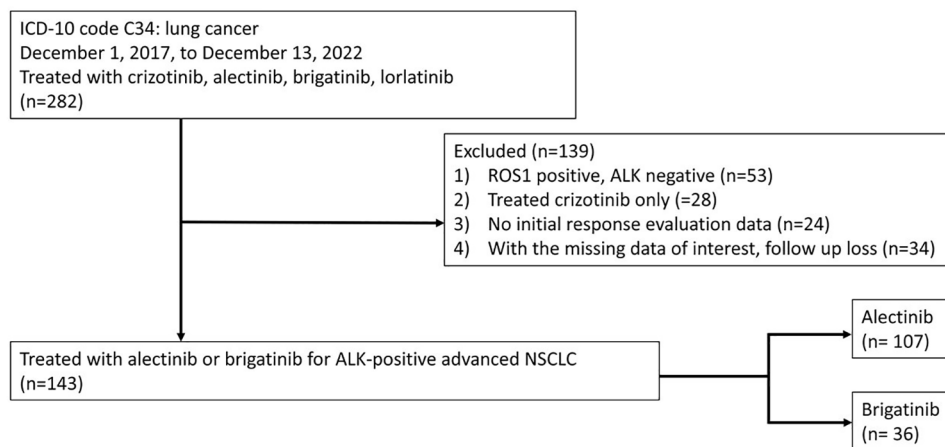 ICD-10 code C34: lung cancer
December 1, 2017, to December 13, 2022
Treated with crizotinib, alectinib, brigatinib, lorlatinib
(n=282)
Excluded (n=139)
1) ROS1 positive, ALK negative (n=53)
2) Treated crizotinib only (=28)
3) No initial response evaluation data (n=24)
4) With the missing data of interest, follow up loss (n=34)
Treated with alectinib or brigatinib for ALK-positive advanced NSCLC
(n=143)
Alectinib
(n= 107)
Brigatinib
(n= 36)